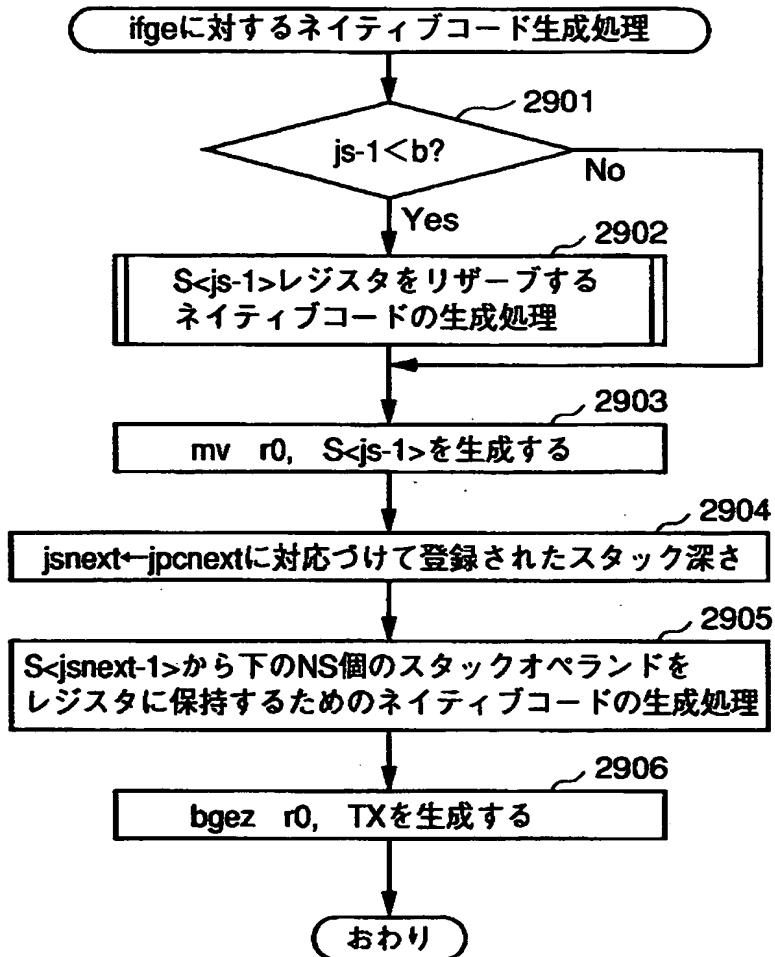 ifgeに対するネイティブコード生成処理
2901
js-1<b?
No
Yes
2902
S<js-1>レジスタをリザーブする
ネイティブコードの生成処理
2903
mv r0, S<js-1>を生成する
2904
jsnext←jpcnextに対応づけて登録されたスタック深さ
2905
S<jsnext-1>から下のNS個のスタックオペランドを
レジスタに保持するためのネイティブコードの生成処理
2906
bgez r0, TXを生成する
おわり